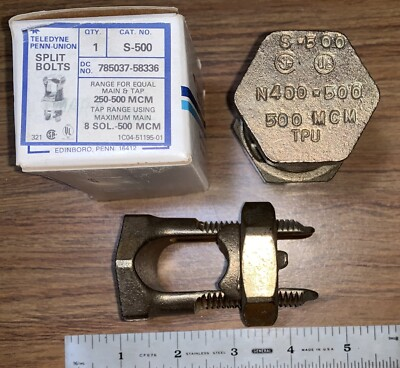 TELEDYNE
PENN-UNION
SPLIT
BOLTS
QTY. CAT. NO.
1 S-500
DC
NO. 785037-58336
RANGE FOR EQUAL
MAIN & TAP
250-500 MCM
TAP RANGE USING
MAXIMUM MAIN
8 SOL.-500 MCM
321 1C04-51195-01
EDINBORO, PENN. 16412
S-500
N400-500
500 MCM
TPU
1 2 3 4 5
STAINLESS STEEL GENERAL MADE IN U.S.A.